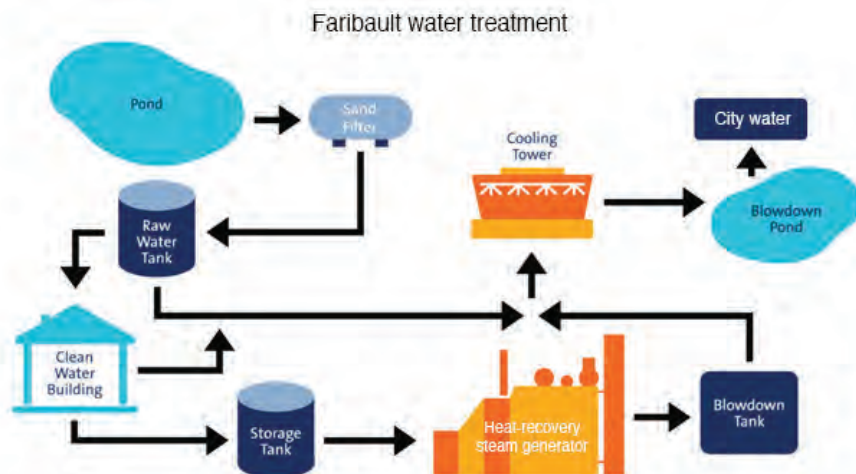 Faribault water treatment
Pond
Sand
Filter
Cooling
Tower
City water
Raw
Water
Tank
Blowdown
Pond
Clean
Water
Building
Storage
Tank
Heat-recovery
steam generator
Blowdown
Tank